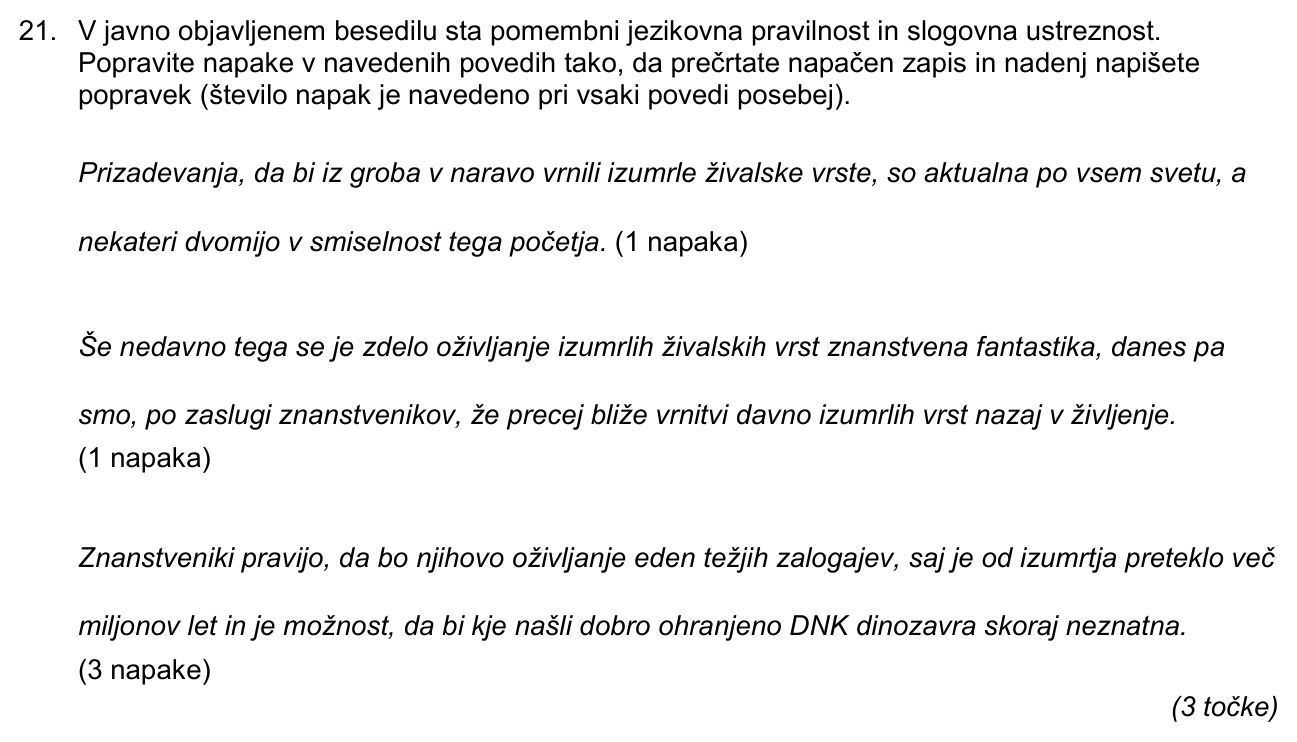 21. V javno objavljenem besedilu sta pomembni jezikovna pravilnost in slogovna ustreznost.
Popravite napake v navedenih povedih tako, da prečrtate napačen zapis in nadenj napišete
popravek (število napak je navedeno pri vsaki povedi posebej).
Prizadevanja, da bi iz groba v naravo vrnili izumrle živalske vrste, so aktualna po vsem svetu, a
nekateri dvomijo v smiselnost tega početja. (1 napaka)
Še nedavno tega se je zdelo oživljanje izumrlih živalskih vrst znanstvena fantastika, danes pa
smo, po zaslugi znanstvenikov, že precej bliže vrnitvi davno izumrlih vrst nazaj v življenje.
(1 napaka)
Znanstveniki pravijo, da bo njihovo oživljanje eden težjih zalogajev, saj je od izumrtja preteklo več
miljonov let in je možnost, da bi kje našli dobro ohranjeno DNK dinozavra skoraj neznatna.
(3 napake)
(3 točke)